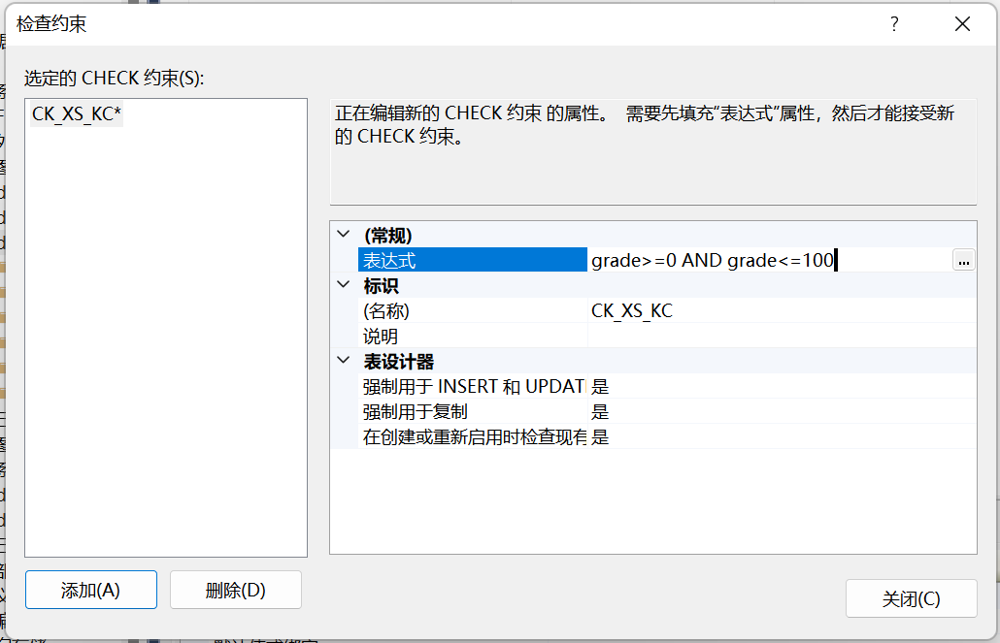 检查约束
?
选定的 CHECK 约束(S):
CK_XS_KC*
正在编辑新的 CHECK 约束 的属性。 需要先填充"表达式"属性，然后才能接受新
的 CHECK 约束。
(常规)
表达式 grade>=0 AND grade<=100 ...
标识
(名称) CK_XS_KC
说明
表设计器
强制用于 INSERT 和 UPDAT 是
强制用于复制 是
在创建或重新启用时检查现有 是
添加(A) 删除(D)
关闭(C)